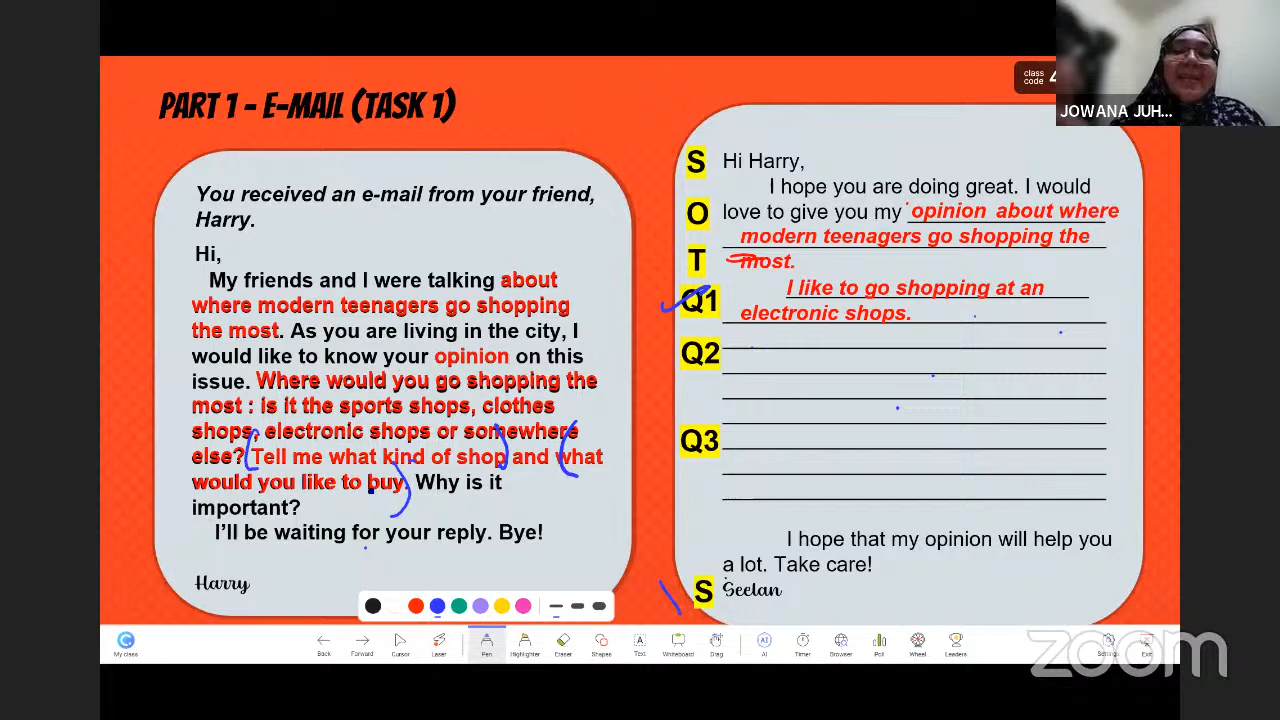 PART 1 - E-MAIL (TASK 1)
You received an e-mail from your friend,
Harry.
Hi,
My friends and I were talking about
where modern teenagers go shopping
the most. As you are living in the city, I
would like to know your opinion on this
issue. Where would you go shopping the
most : is it the sports shops, clothes
shops, electronic shops or somewhere
else? Tell me what kind of shop and what
would you like to buy. Why is it
important?
I'll be waiting for your reply. Bye!
Harry
class
code
JOWANA JUH...
S
O
T
Q1
Q2
Q3
S
Hi Harry,
I hope you are doing great. I would
love to give you my opinion about where
modern teenagers go shopping the
most.
I like to go shopping at an
electronic shops.
I hope that my opinion will help you
a lot. Take care!
Seelan
My class
Back
Forward
Cursor
Laser
Pen
Highlighter
Eraser
Shapes
Text
Whiteboard
Drag
AI
AI
Timer
Browser
Poll
Wheel
Leaders
Settings
Exit
zoom